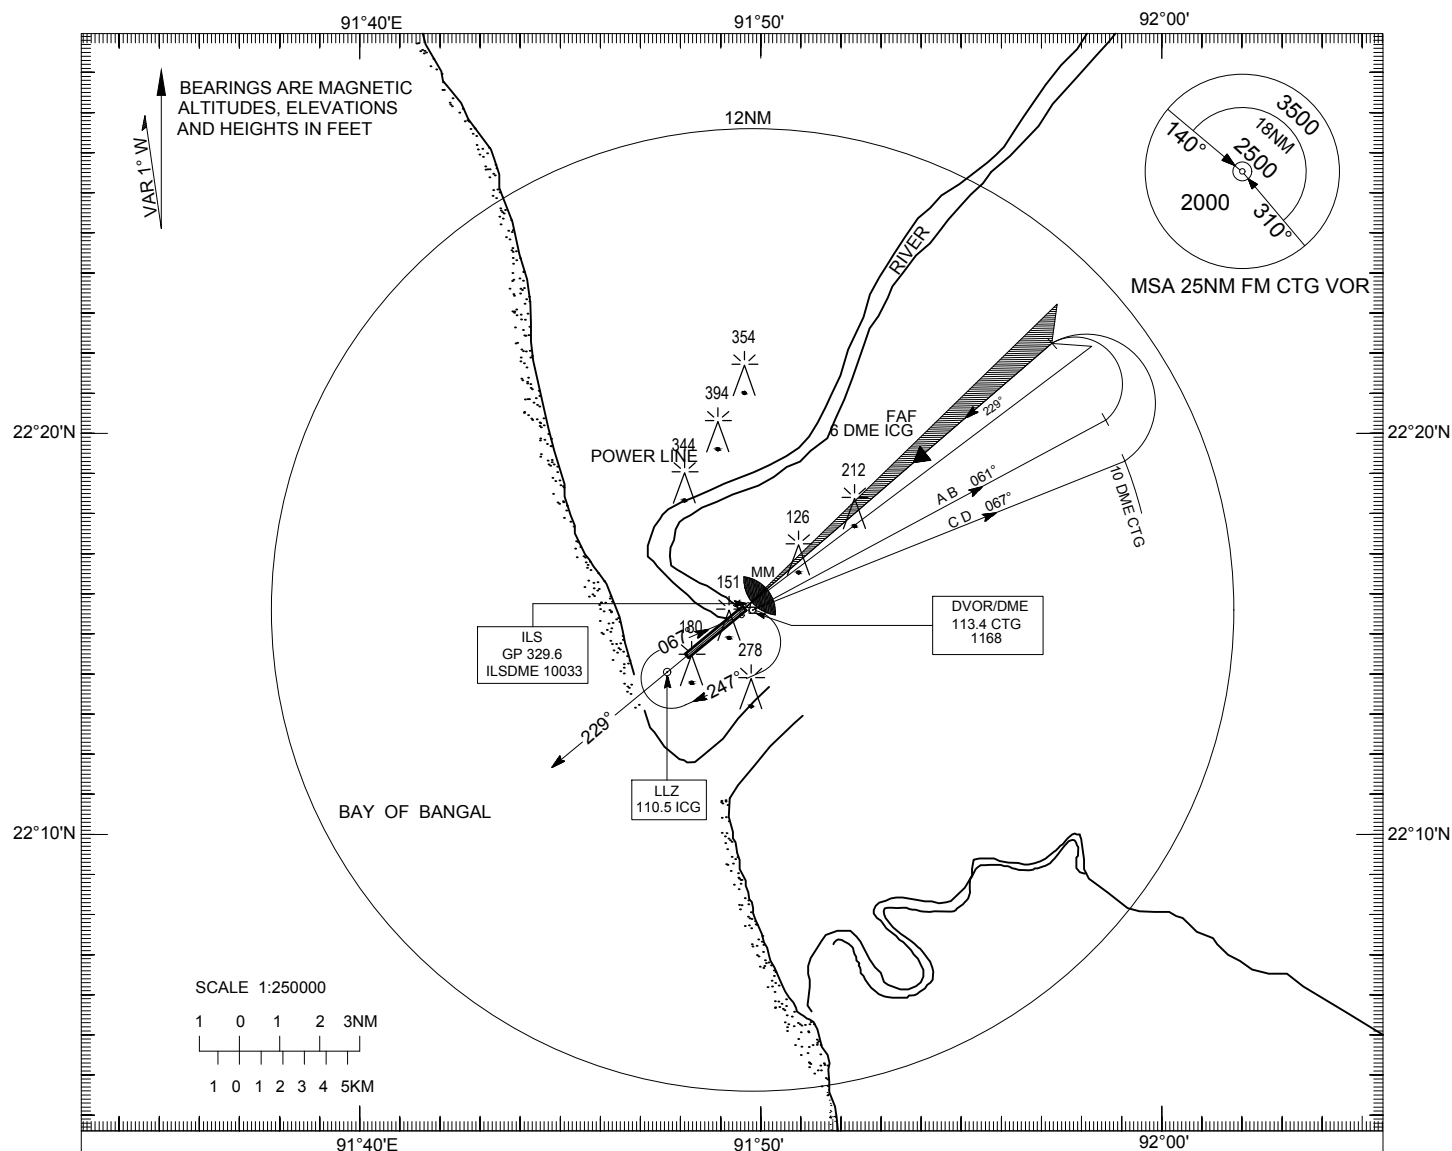 91°40'E
91°50'
92°00'
BEARINGS ARE MAGNETIC
ALTITUDES, ELEVATIONS
AND HEIGHTS IN FEET
VAR 1° W
12NM
3500
18NM
140°
2500
2000
310°
MSA 25NM FM CTG VOR
RIVER
354
394
344
POWER LINE
FAF
6 DME ICG
229°
22°20'N
22°20'N
212
A B 061°
C D 067°
10 DME CTG
126
MM
151
180
067°
278
247°
229°
ILS
GP 329.6
ILSDME 10033
DVOR/DME
113.4 CTG
1168
LLZ
110.5 ICG
BAY OF BANGAL
22°10'N
22°10'N
SCALE 1:250000
1 0 1 2 3NM
1 0 1 2 3 4 5KM
91°40'E
91°50'
92°00'